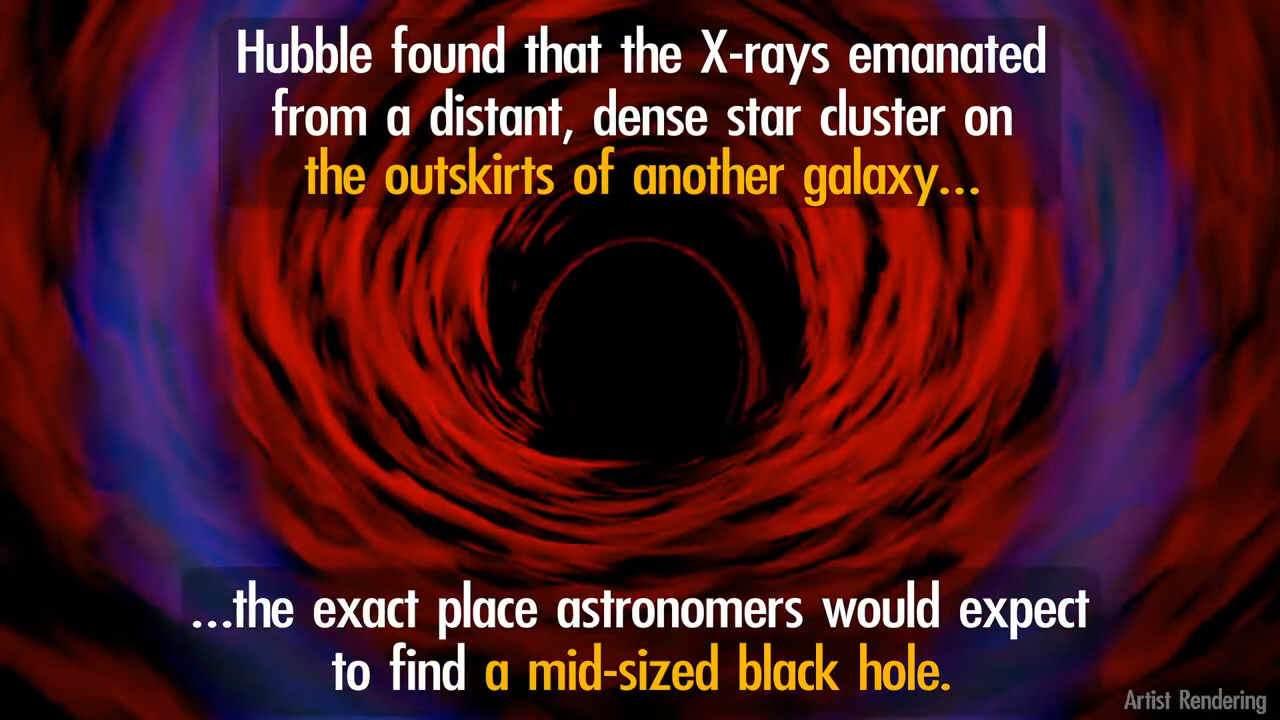 Hubble found that the X-rays emanated
from a distant, dense star cluster on
the outskirts of another galaxy...
...the exact place astronomers would expect
to find a mid-sized black hole.
Artist Rendering